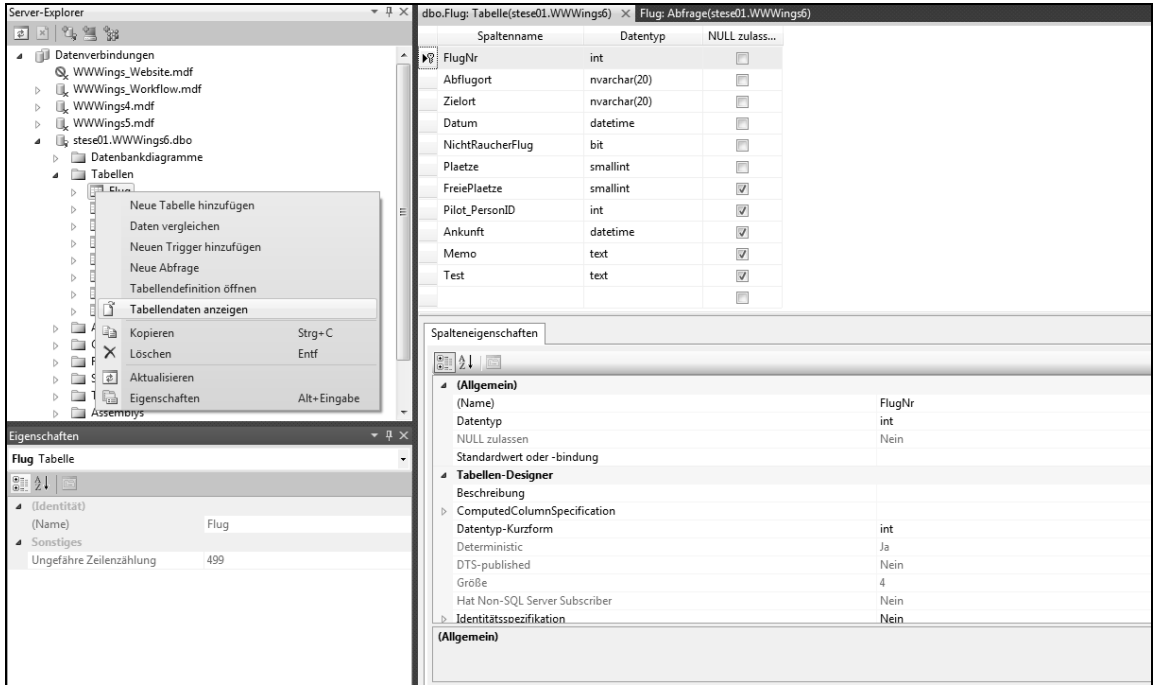 Server-Explorer
Datenverbindungen
WWWings_Website.mdf
WWWings_Workflow.mdf
WWWings4.mdf
WWWings5.mdf
stese01.WWWings6.dbo
Datenbankdiagramme
Tabellen
Flug
Neue Tabelle hinzufügen
Daten vergleichen
Neuen Trigger hinzufügen
Neue Abfrage
Tabellendefinition öffnen
Tabellendaten anzeigen
Kopieren Strg+C
Löschen Entf
Aktualisieren
Eigenschaften Alt+Eingabe
Assemblys
Eigenschaften
Flug Tabelle
(Identität)
(Name) Flug
Sonstiges
Ungefähre Zeilenzählung 499
dbo.Flug: Tabelle(stese01.WWWings6) Flug: Abfrage(stese01.WWWings6)
Spaltenname Datentyp NULL zulass...
FlugNr int
Abflugort nvarchar(20)
Zielort nvarchar(20)
Datum datetime
NichtRaucherFlug bit
Plaetze smallint
FreiePlaetze smallint
Pilot_PersonID int
Ankunft datetime
Memo text
Test text
Spalteneigenschaften
(Allgemein)
(Name) FlugNr
Datentyp int
NULL zulassen Nein
Standardwert oder -bindung
Tabellen-Designer
Beschreibung
ComputedColumnSpecification
Datentyp-Kurzform int
Deterministic Ja
DTS-published Nein
Größe 4
Hat Non-SQL Server Subscriber Nein
Identitätsspezifikation Nein
(Allgemein)